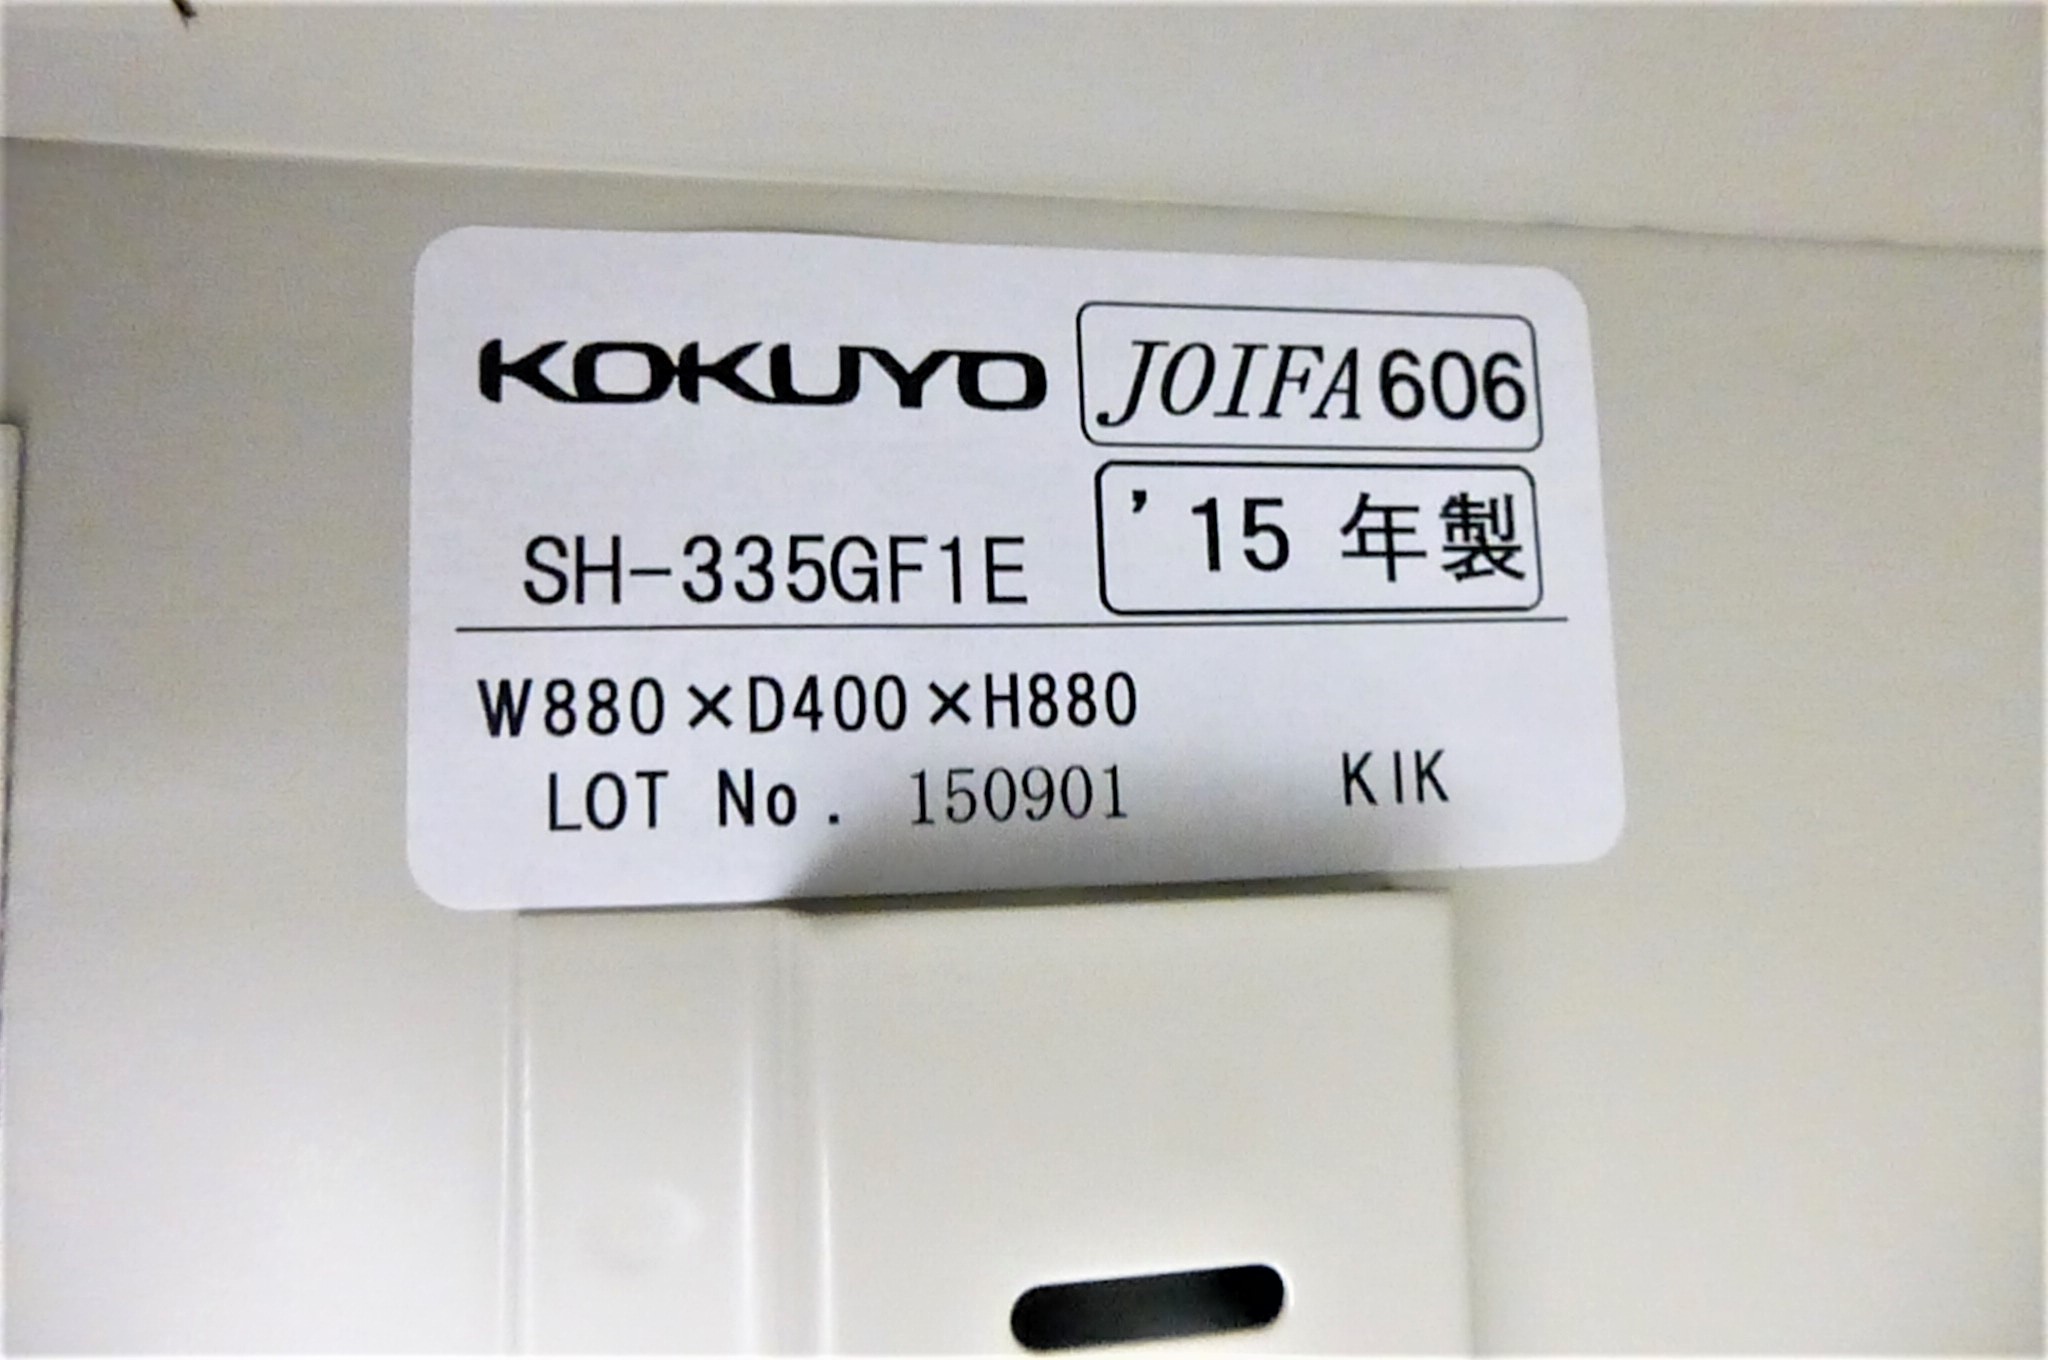 KOKUYO JOIFA606
SH-335GF1E '15 年製
W880×D400×H880
LOT No. 150901 KIK